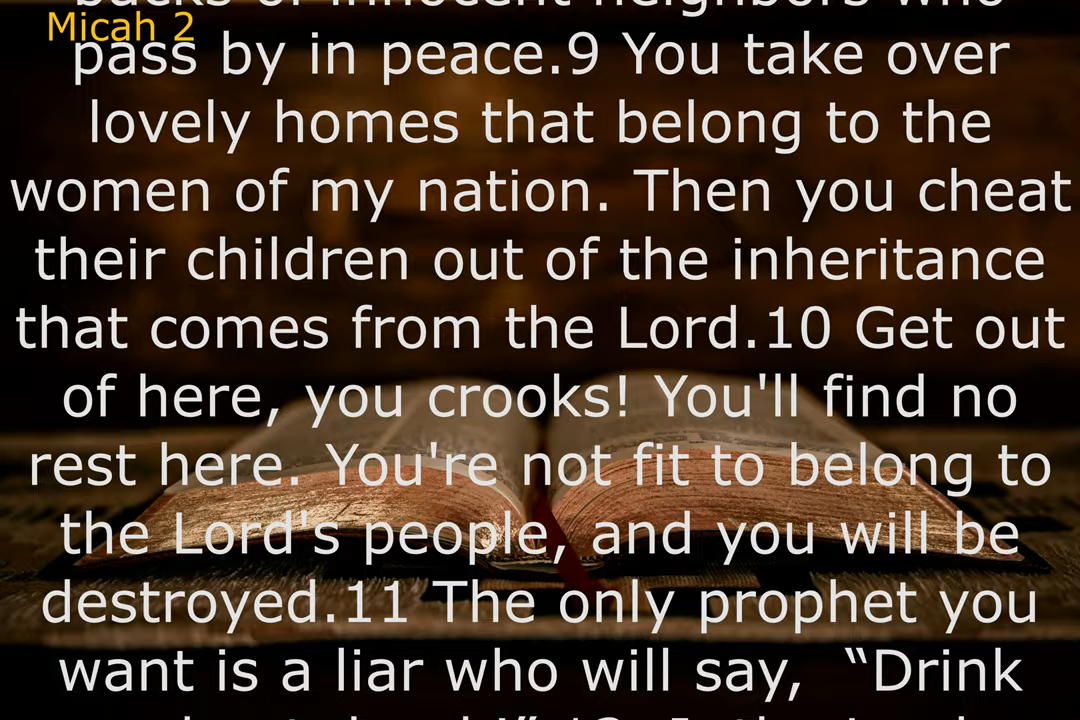 backs of innocent neighbors who
Micah 2
pass by in peace.9 You take over
lovely homes that belong to the
women of my nation. Then you cheat
their children out of the inheritance
that comes from the Lord.10 Get out
of here, you crooks! You'll find no
rest here. You're not fit to belong to
the Lord's people, and you will be
destroyed.11 The only prophet you
want is a liar who will say,  “Drink